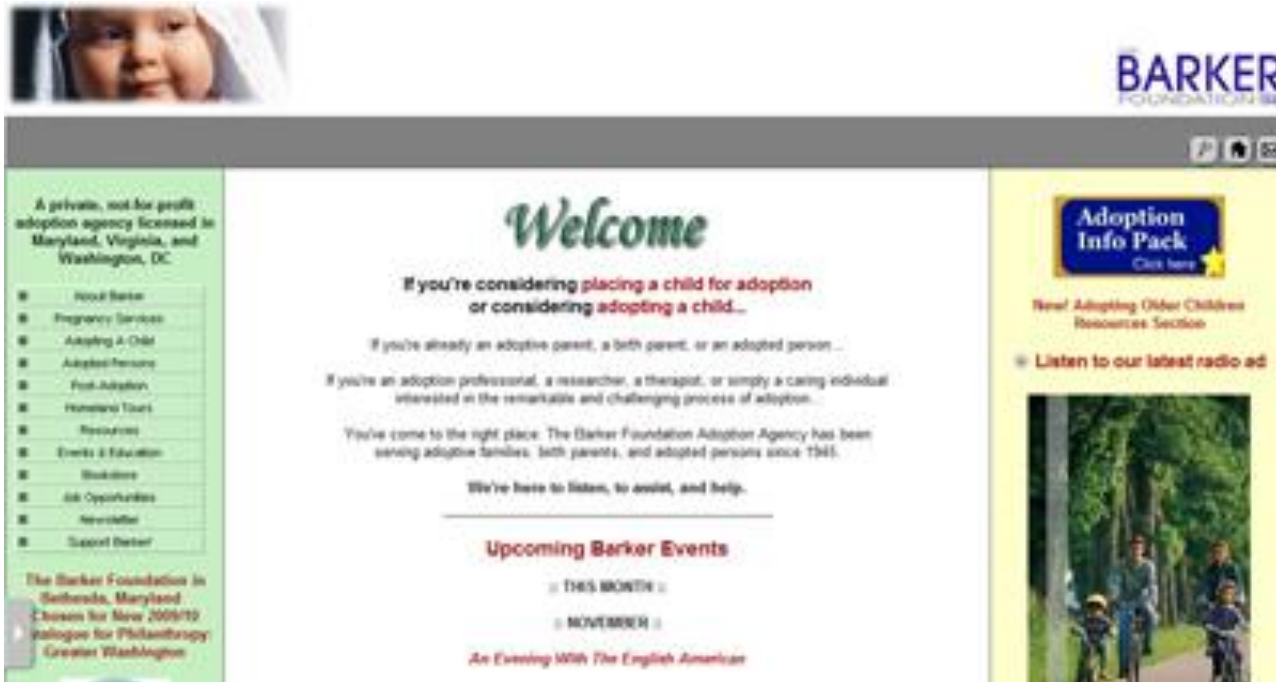 BARKER
FOUNDATION
A private, not-for-profit
adoption agency licensed in
Maryland, Virginia, and
Washington, DC
About Barker
Pregnancy Services
Adopting A Child
Adopted Persons
Post-Adoption
Homeland Tours
Resources
Events & Education
Bookstore
Job Opportunities
Newsletter
Support Barker!
The Barker Foundation in
Bethesda, Maryland
Chosen for New 2009/10
atalogue for Philanthropy:
Greater Washington
Welcome
If you're considering placing a child for adoption
or considering adopting a child...
If you're already an adoptive parent, a birth parent, or an adopted person...
If you're an adoption professional, a researcher, a therapist, or simply a caring individual
interested in the remarkable and challenging process of adoption...
You've come to the right place. The Barker Foundation Adoption Agency has been
serving adoptive families, birth parents, and adopted persons since 1945.
We're here to listen, to assist, and help.
Upcoming Barker Events
:: THIS MONTH ::
:: NOVEMBER ::
An Evening With The English American
Adoption
Info Pack
Click here
New! Adopting Older Children
Resources Section
Listen to our latest radio ad